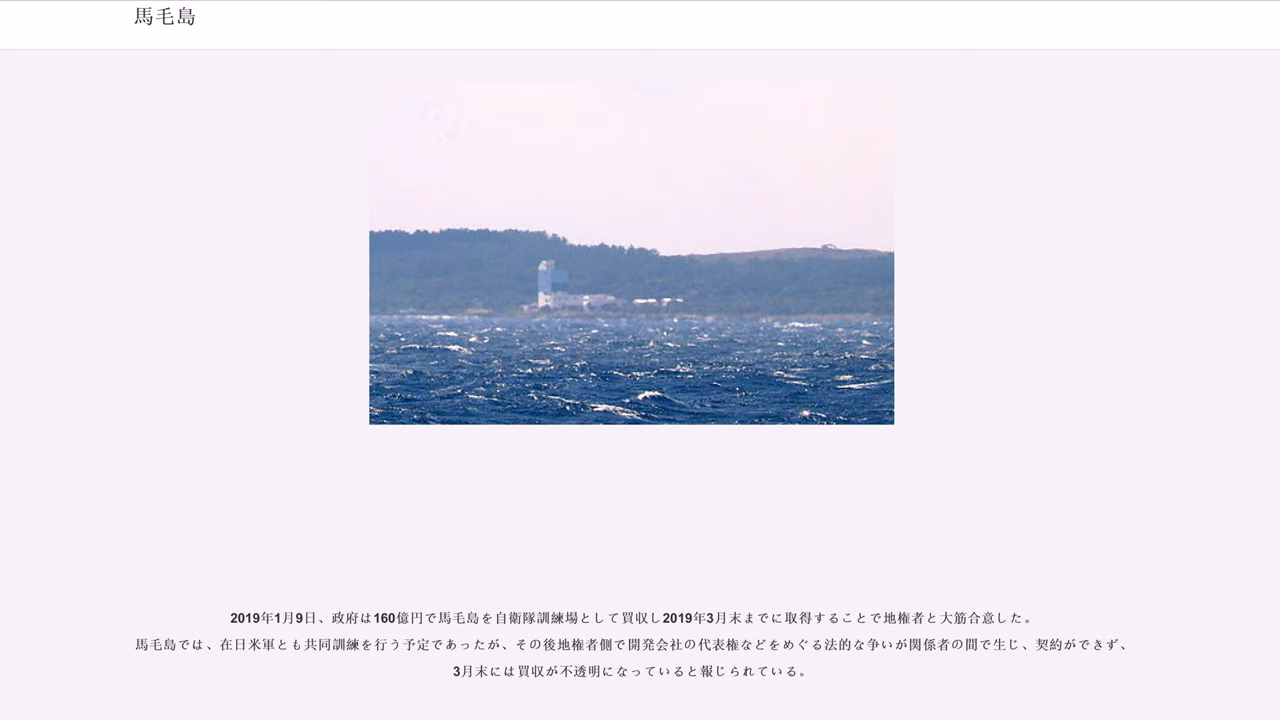 馬毛島
2019年1月9日、政府は160億円で馬毛島を自衛隊訓練場として買収し2019年3月末までに取得することで地権者と大筋合意した。
馬毛島では、在日米軍とも共同訓練を行う予定であったが、その後地権者側で開発会社の代表権などをめぐる法的な争いが関係者の間で生じ、契約ができず、
3月末には買収が不透明になっていると報じられている。